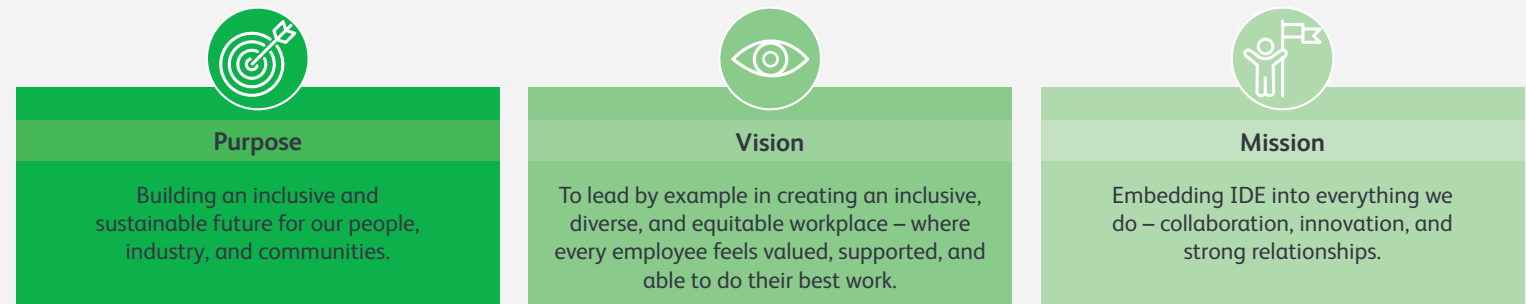 Purpose
Building an inclusive and
sustainable future for our people,
industry, and communities.
Vision
To lead by example in creating an inclusive,
diverse, and equitable workplace – where
every employee feels valued, supported, and
able to do their best work.
Mission
Embedding IDE into everything we
do – collaboration, innovation, and
strong relationships.